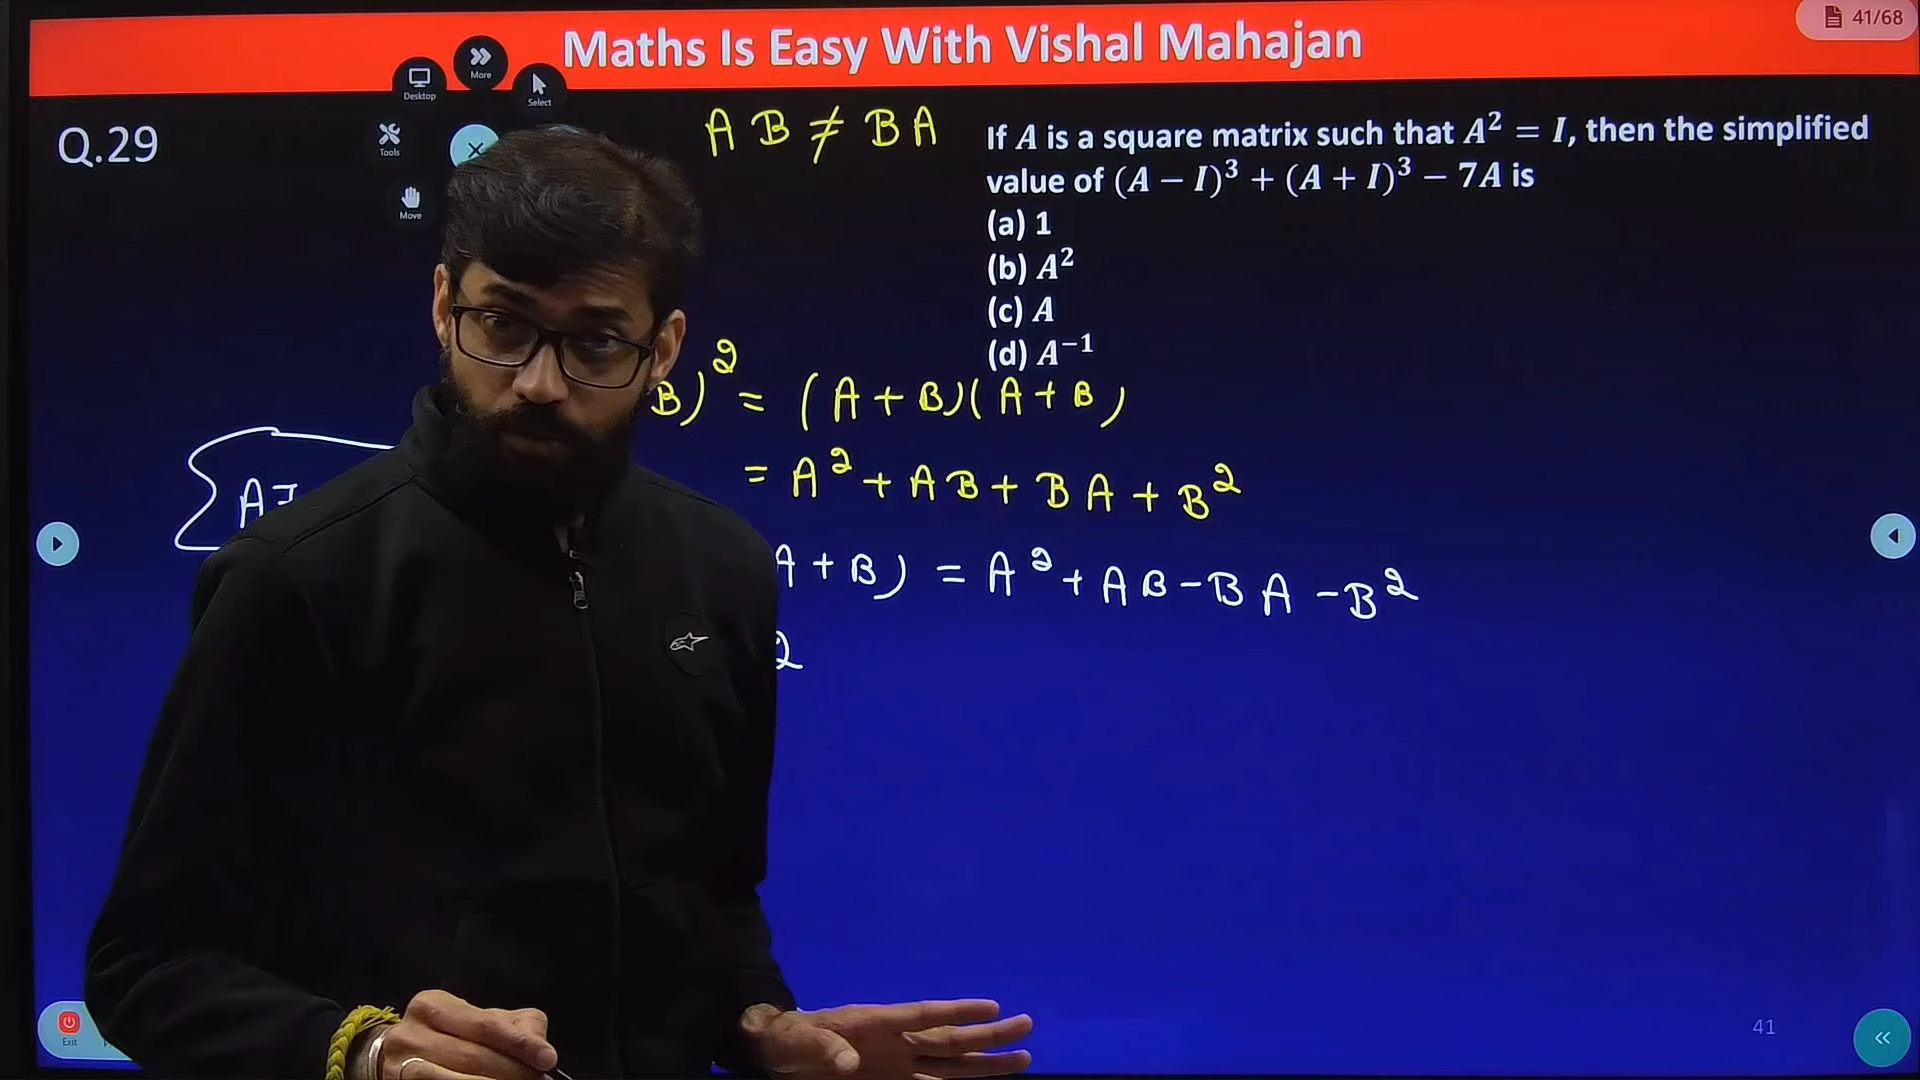 Maths Is Easy With Vishal Mahajan
41/68
Desktop
More
Select
Tools
Move
Q.29
A B ≠ B A
If A is a square matrix such that A² = I, then the simplified
value of (A − I)³ + (A + I)³ − 7A is
(a) 1
(b) A²
(c) A
(d) A⁻¹
B)² = (A + B)(A + B)
= A² + AB + BA + B²
A + B) = A² + AB − BA − B²
2
Exit
41